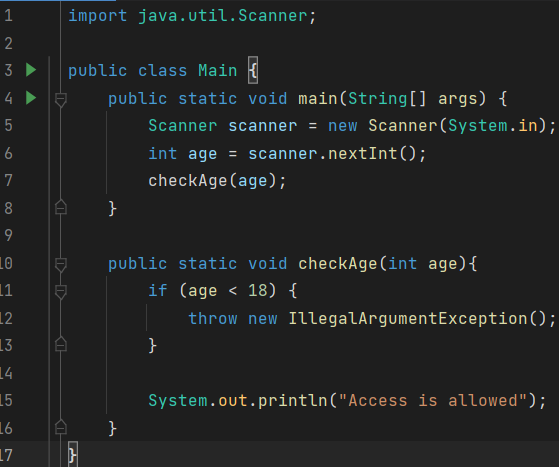 1 import java.util.Scanner;
2
3 public class Main {
4 public static void main(String[] args) {
5 Scanner scanner = new Scanner(System.in);
6 int age = scanner.nextInt();
7 checkAge(age);
8 }
9
10 public static void checkAge(int age){
11 if (age < 18) {
12 throw new IllegalArgumentException();
13 }
14
15 System.out.println("Access is allowed");
16 }
17 }